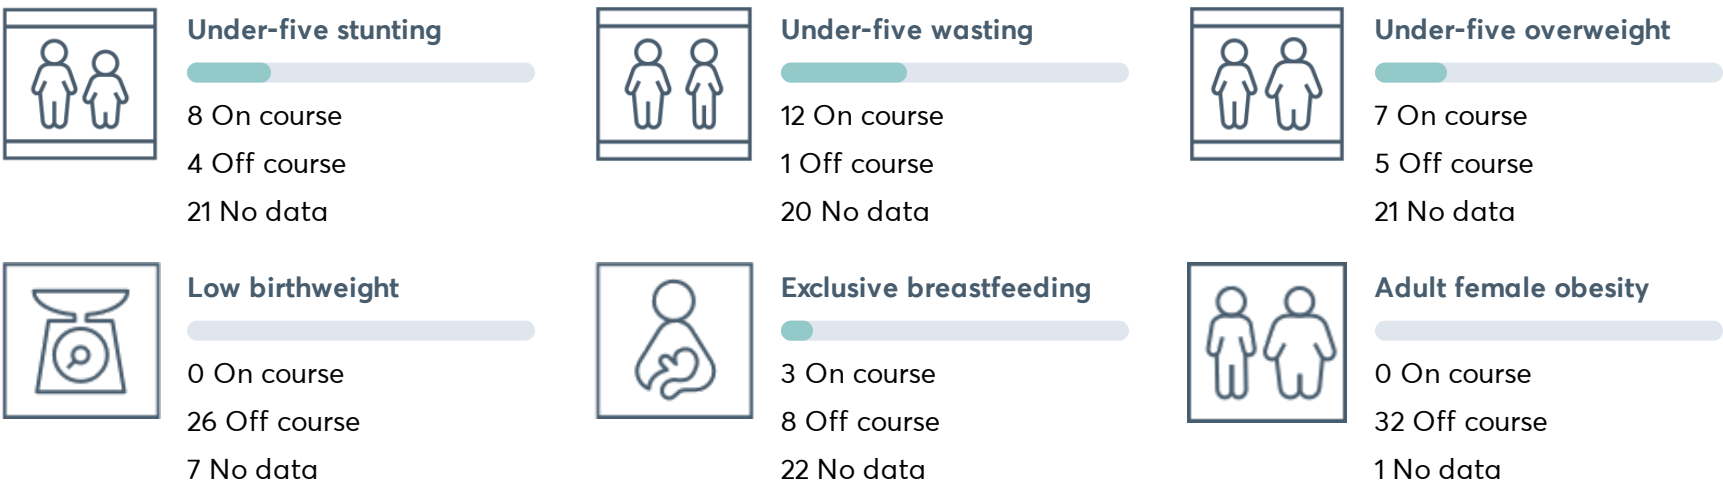 Under-five stunting
8 On course
4 Off course
21 No data
Under-five wasting
12 On course
1 Off course
20 No data
Under-five overweight
7 On course
5 Off course
21 No data
Low birthweight
0 On course
26 Off course
7 No data
Exclusive breastfeeding
3 On course
8 Off course
22 No data
Adult female obesity
0 On course
32 Off course
1 No data